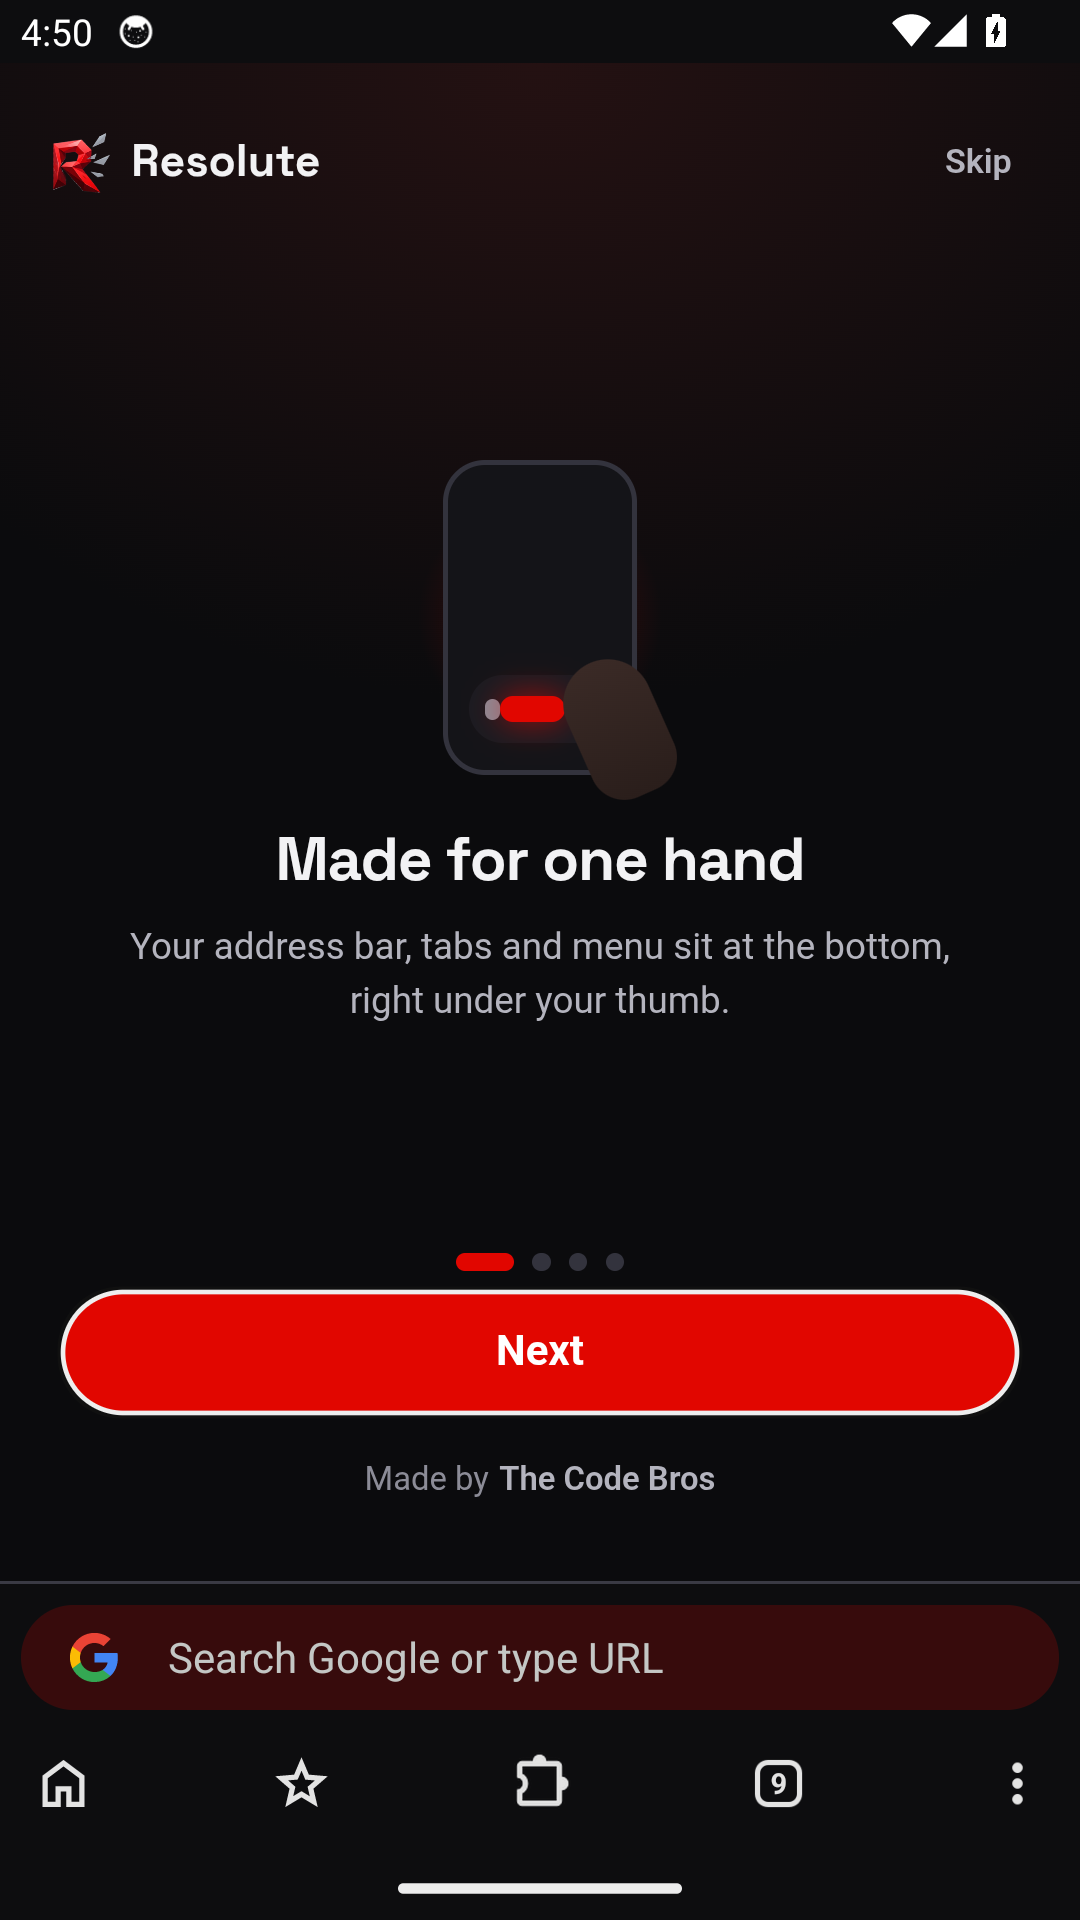 4:50
Resolute
Skip
Made for one hand
Your address bar, tabs and menu sit at the bottom,
right under your thumb.
Next
Made by The Code Bros
Search Google or type URL
9